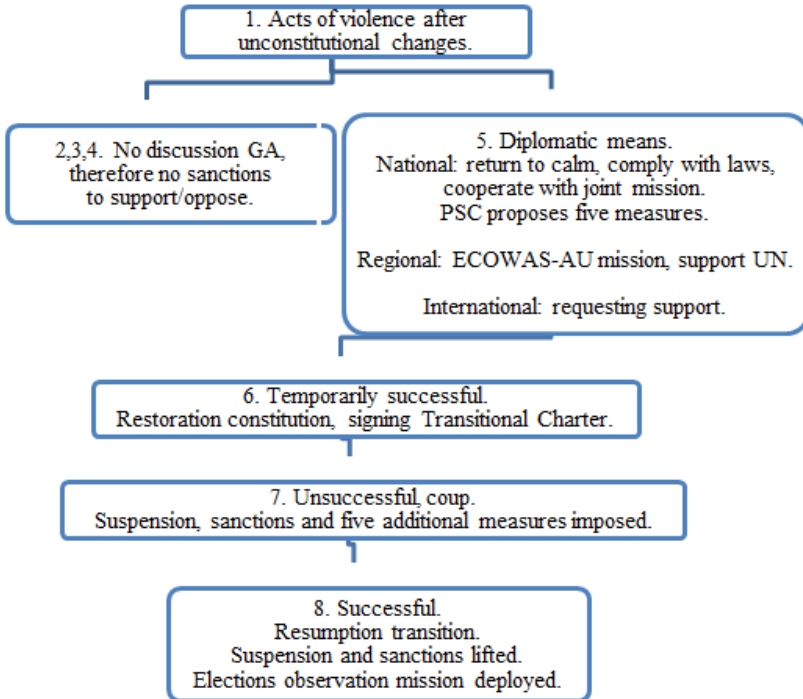 1. Acts of violence after
unconstitutional changes.
2,3,4. No discussion GA,
therefore no sanctions
to support/oppose.
5. Diplomatic means.
National: return to calm, comply with laws,
cooperate with joint mission.
PSC proposes five measures.
Regional: ECOWAS-AU mission, support UN.
International: requesting support.
6. Temporarily successful.
Restoration constitution, signing Transitional Charter.
7. Unsuccessful, coup.
Suspension, sanctions and five additional measures imposed.
8. Successful.
Resumption transition.
Suspension and sanctions lifted.
Elections observation mission deployed.